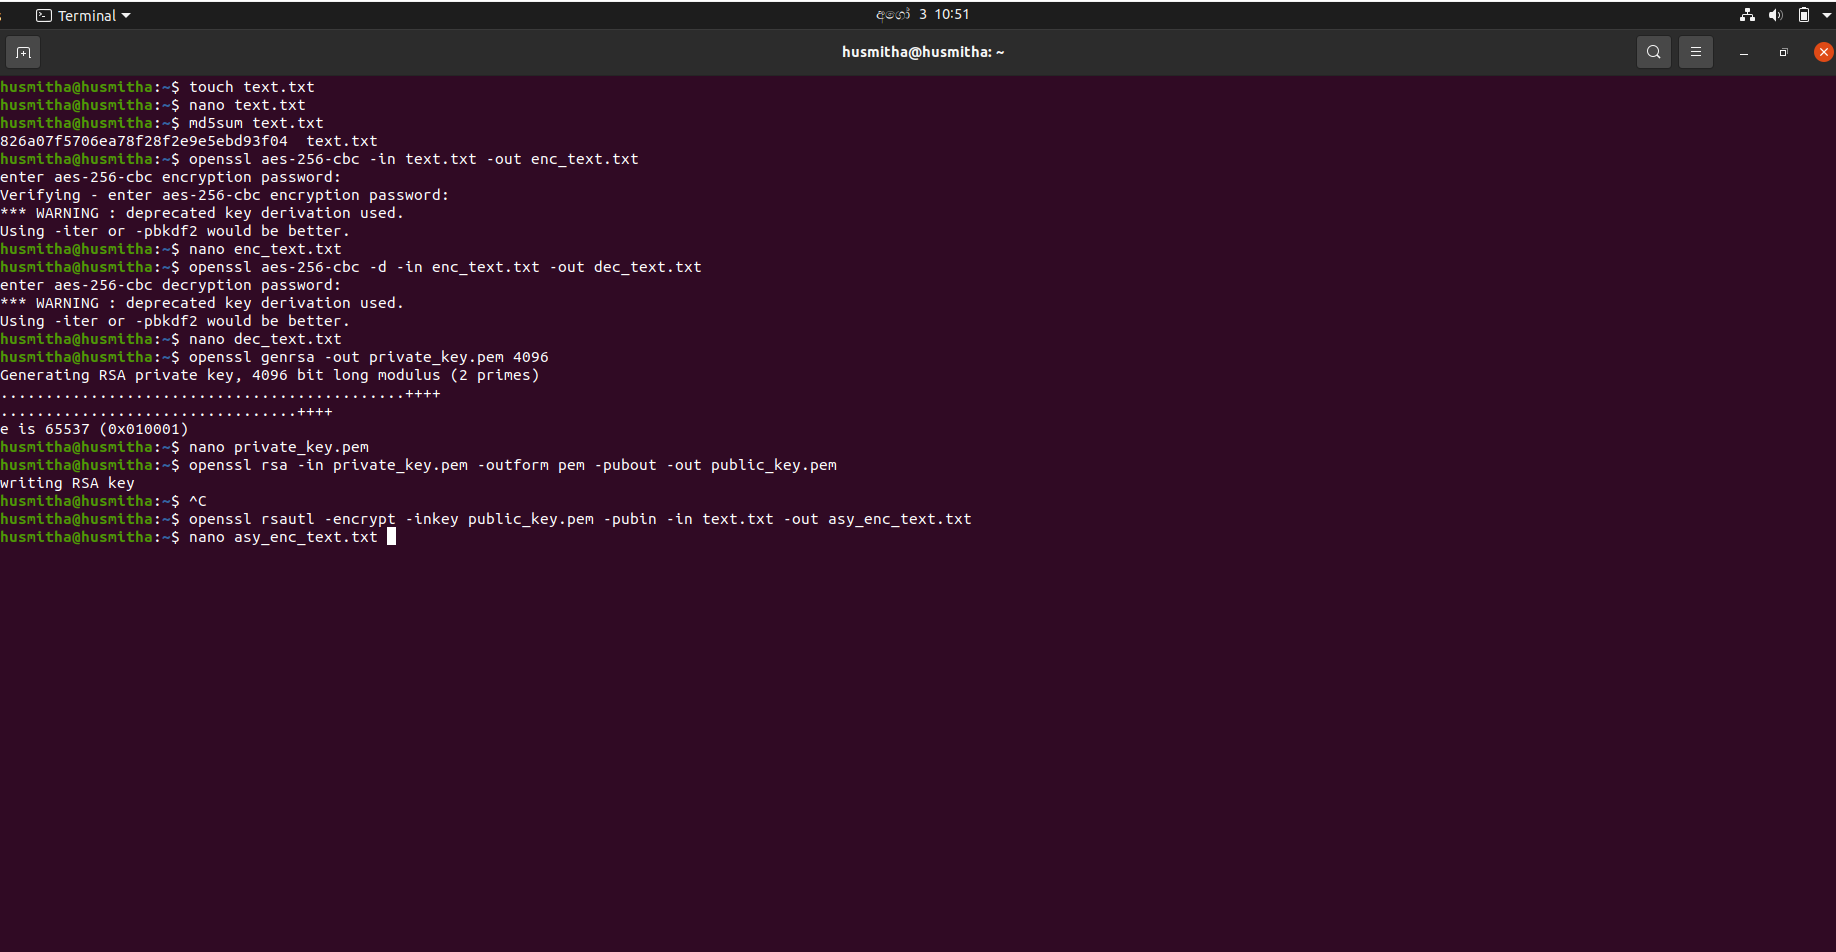 Terminal
අගෝ 3 10:51
husmitha@husmitha: ~
husmitha@husmitha:~$ touch text.txt
husmitha@husmitha:~$ nano text.txt
husmitha@husmitha:~$ md5sum text.txt
826a07f5706ea78f28f2e9e5ebd93f04  text.txt
husmitha@husmitha:~$ openssl aes-256-cbc -in text.txt -out enc_text.txt
enter aes-256-cbc encryption password:
Verifying - enter aes-256-cbc encryption password:
*** WARNING : deprecated key derivation used.
Using -iter or -pbkdf2 would be better.
husmitha@husmitha:~$ nano enc_text.txt
husmitha@husmitha:~$ openssl aes-256-cbc -d -in enc_text.txt -out dec_text.txt
enter aes-256-cbc decryption password:
*** WARNING : deprecated key derivation used.
Using -iter or -pbkdf2 would be better.
husmitha@husmitha:~$ nano dec_text.txt
husmitha@husmitha:~$ openssl genrsa -out private_key.pem 4096
Generating RSA private key, 4096 bit long modulus (2 primes)
.............................................++++
.................................++++
e is 65537 (0x010001)
husmitha@husmitha:~$ nano private_key.pem
husmitha@husmitha:~$ openssl rsa -in private_key.pem -outform pem -pubout -out public_key.pem
writing RSA key
husmitha@husmitha:~$ ^C
husmitha@husmitha:~$ openssl rsautl -encrypt -inkey public_key.pem -pubin -in text.txt -out asy_enc_text.txt
husmitha@husmitha:~$ nano asy_enc_text.txt